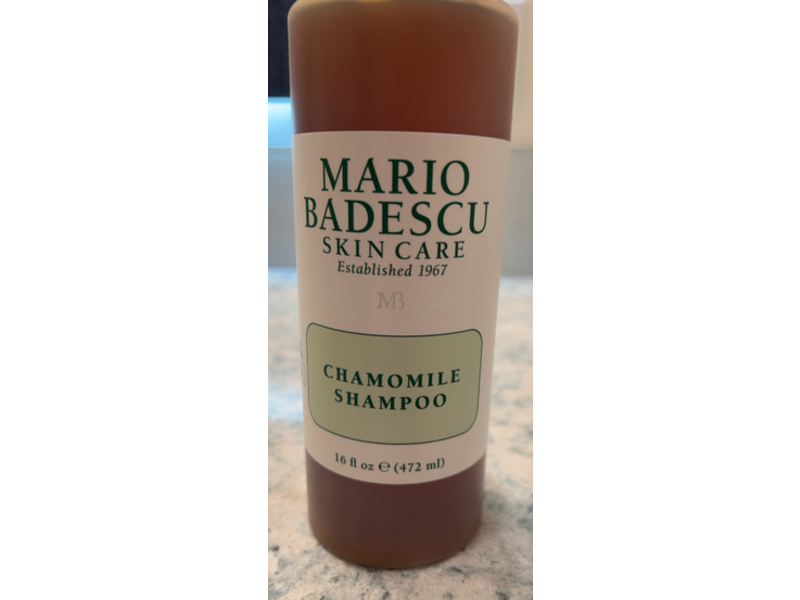 MARIO
BADESCU
SKIN CARE
Established 1967
MB
CHAMOMILE
SHAMPOO
16 fl oz ℮ (472 ml)